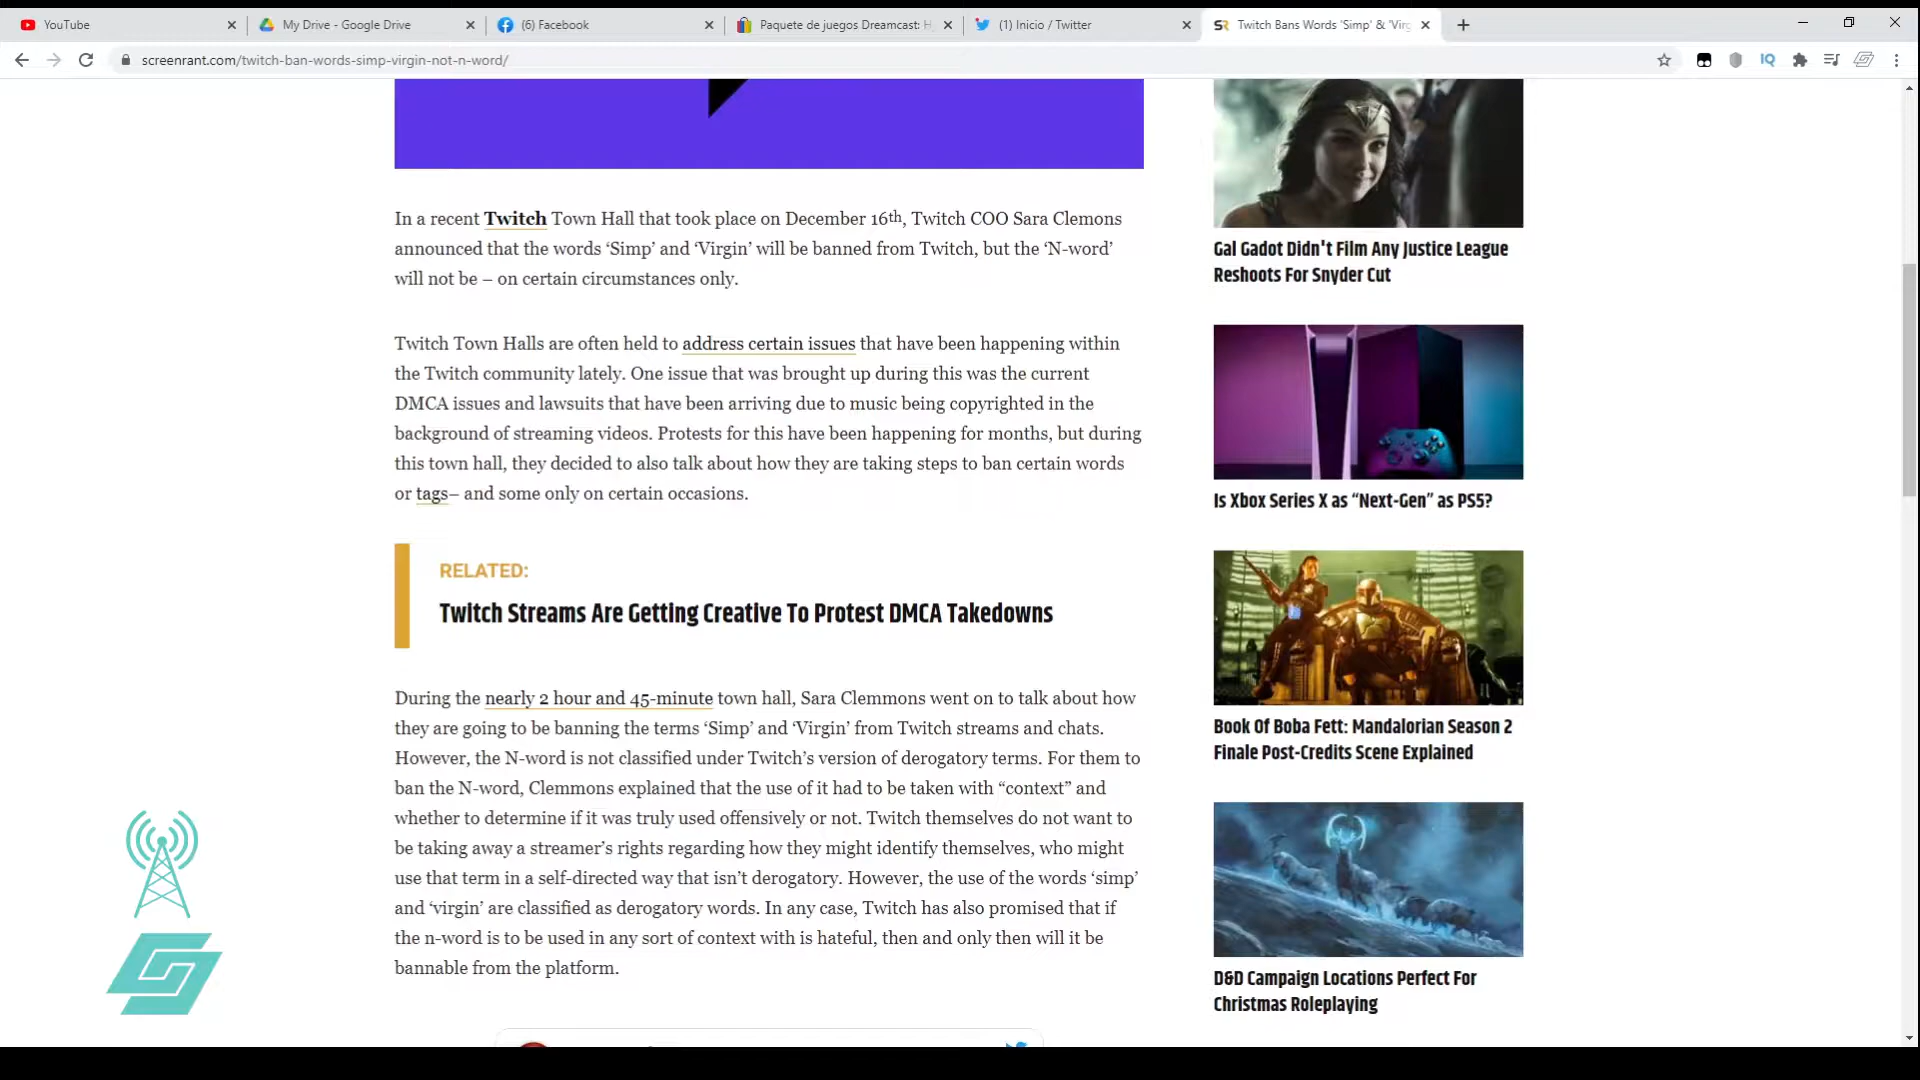 YouTube
My Drive - Google Drive
(6) Facebook
Paquete de juegos Dreamcast: H
(1) Inicio / Twitter
SR
Twitch Bans Words 'Simp' & 'Virg
screenrant.com/twitch-ban-words-simp-virgin-not-n-word/
IQ
In a recent Twitch Town Hall that took place on December 16th, Twitch COO Sara Clemons
announced that the words ‘Simp’ and ‘Virgin’ will be banned from Twitch, but the ‘N-word’
will not be – on certain circumstances only.
Twitch Town Halls are often held to address certain issues that have been happening within
the Twitch community lately. One issue that was brought up during this was the current
DMCA issues and lawsuits that have been arriving due to music being copyrighted in the
background of streaming videos. Protests for this have been happening for months, but during
this town hall, they decided to also talk about how they are taking steps to ban certain words
or tags– and some only on certain occasions.
RELATED:
Twitch Streams Are Getting Creative To Protest DMCA Takedowns
During the nearly 2 hour and 45-minute town hall, Sara Clemmons went on to talk about how
they are going to be banning the terms ‘Simp’ and ‘Virgin’ from Twitch streams and chats.
However, the N-word is not classified under Twitch’s version of derogatory terms. For them to
ban the N-word, Clemmons explained that the use of it had to be taken with “context” and
whether to determine if it was truly used offensively or not. Twitch themselves do not want to
be taking away a streamer’s rights regarding how they might identify themselves, who might
use that term in a self-directed way that isn’t derogatory. However, the use of the words ‘simp’
and ‘virgin’ are classified as derogatory words. In any case, Twitch has also promised that if
the n-word is to be used in any sort of context with is hateful, then and only then will it be
bannable from the platform.
Gal Gadot Didn't Film Any Justice League
Reshoots For Snyder Cut
Is Xbox Series X as “Next-Gen” as PS5?
Book Of Boba Fett: Mandalorian Season 2
Finale Post-Credits Scene Explained
D&D Campaign Locations Perfect For
Christmas Roleplaying